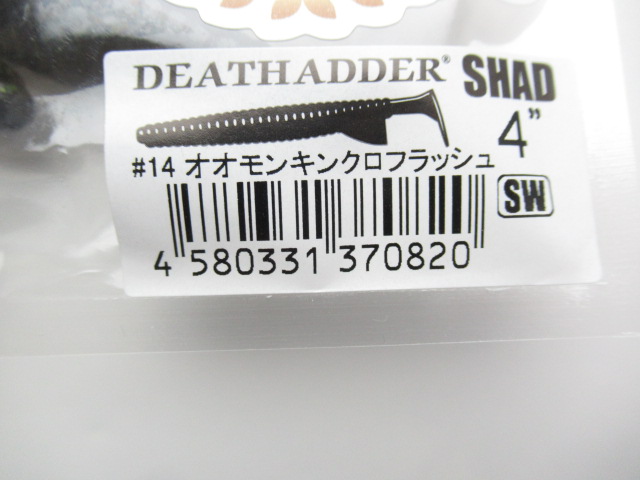 DEATHADDER® SHAD
4"
#14 オオモンキンクロフラッシュ
SW
4 580331 370820